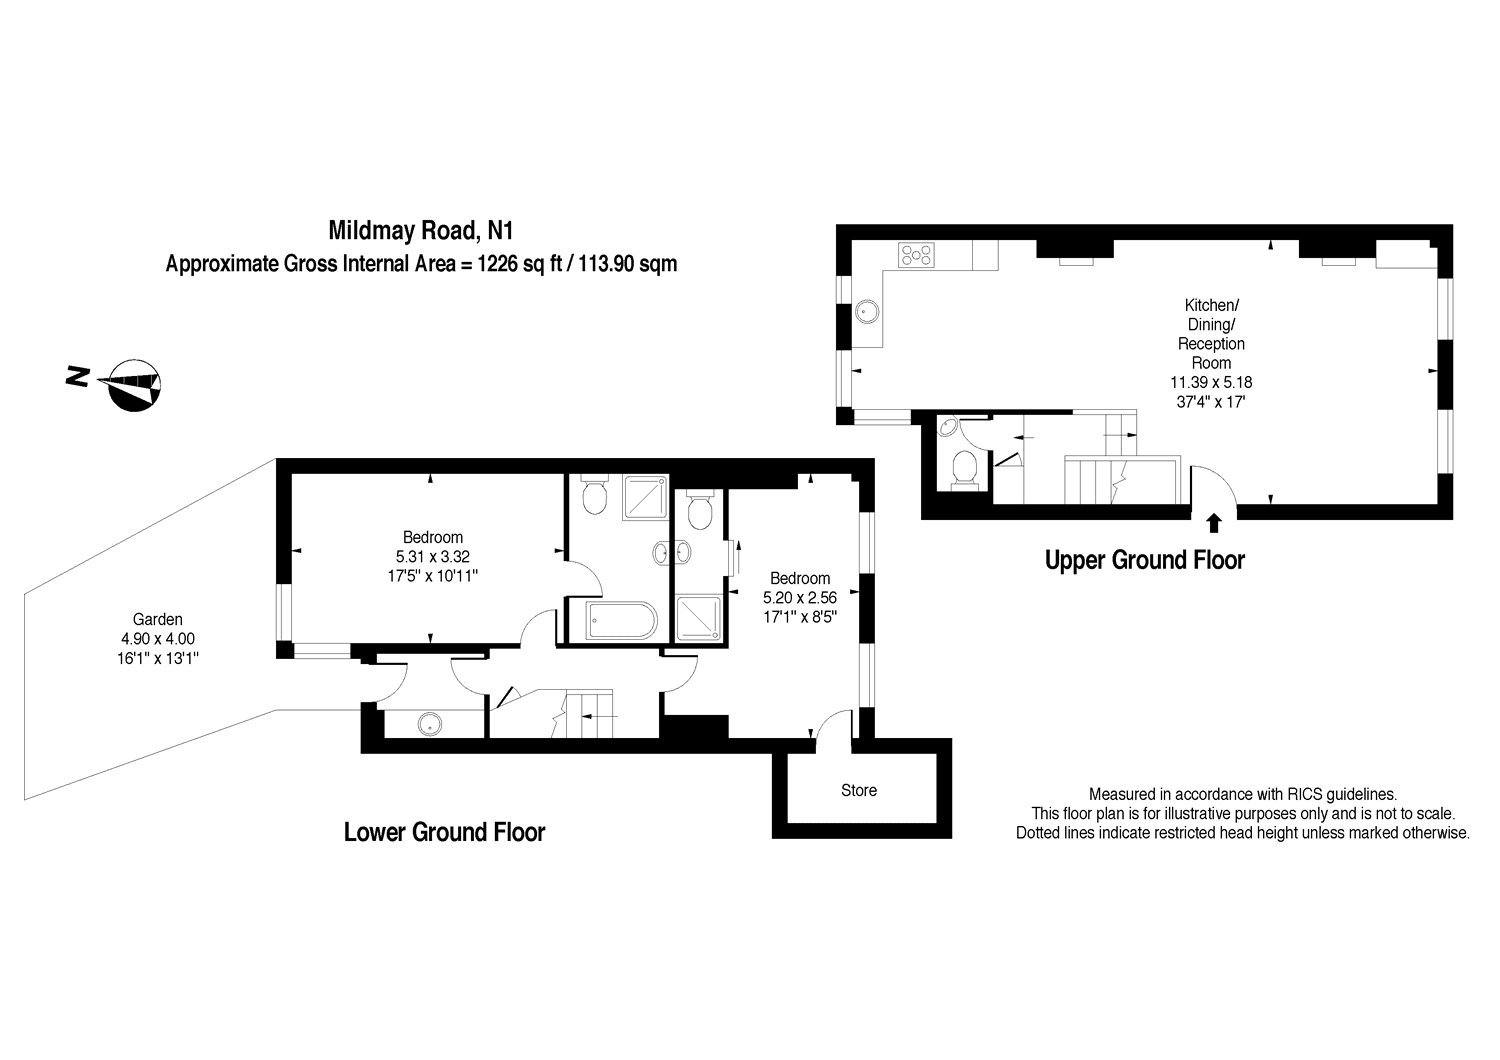 Mildmay Road, N1
Approximate Gross Internal Area = 1226 sq ft / 113.90 sqm
N
Kitchen/
Dining/
Reception
Room
11.39 x 5.18
37'4" x 17'
Upper Ground Floor
Bedroom
5.31 x 3.32
17'5" x 10'11"
Bedroom
5.20 x 2.56
17'1" x 8'5"
Garden
4.90 x 4.00
16'1" x 13'1"
Store
Lower Ground Floor
Measured in accordance with RICS guidelines.
This floor plan is for illustrative purposes only and is not to scale.
Dotted lines indicate restricted head height unless marked otherwise.